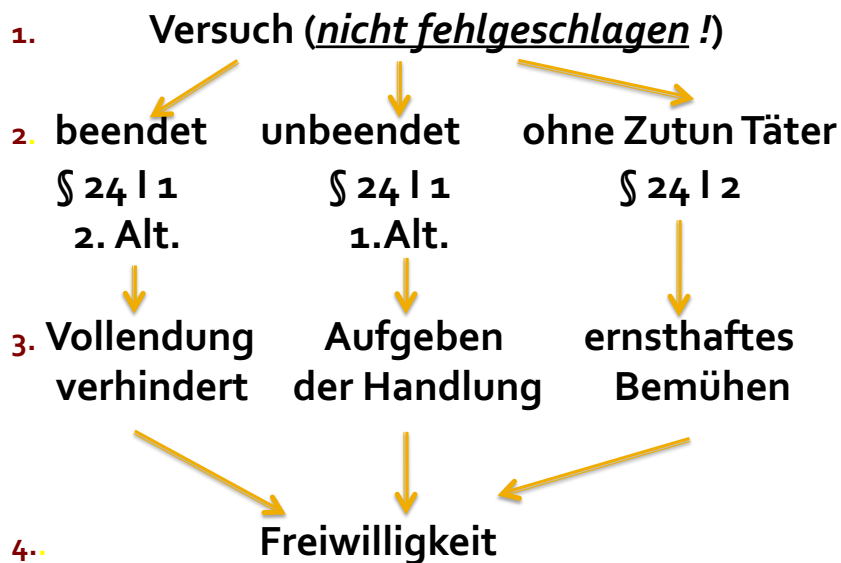 1. Versuch (nicht fehlgeschlagen !)
2. beendet unbeendet ohne Zutun Täter
§ 24 I 1 § 24 I 1 § 24 I 2
2. Alt. 1.Alt.
3. Vollendung Aufgeben ernsthaftes
verhindert der Handlung Bemühen
4.. Freiwilligkeit